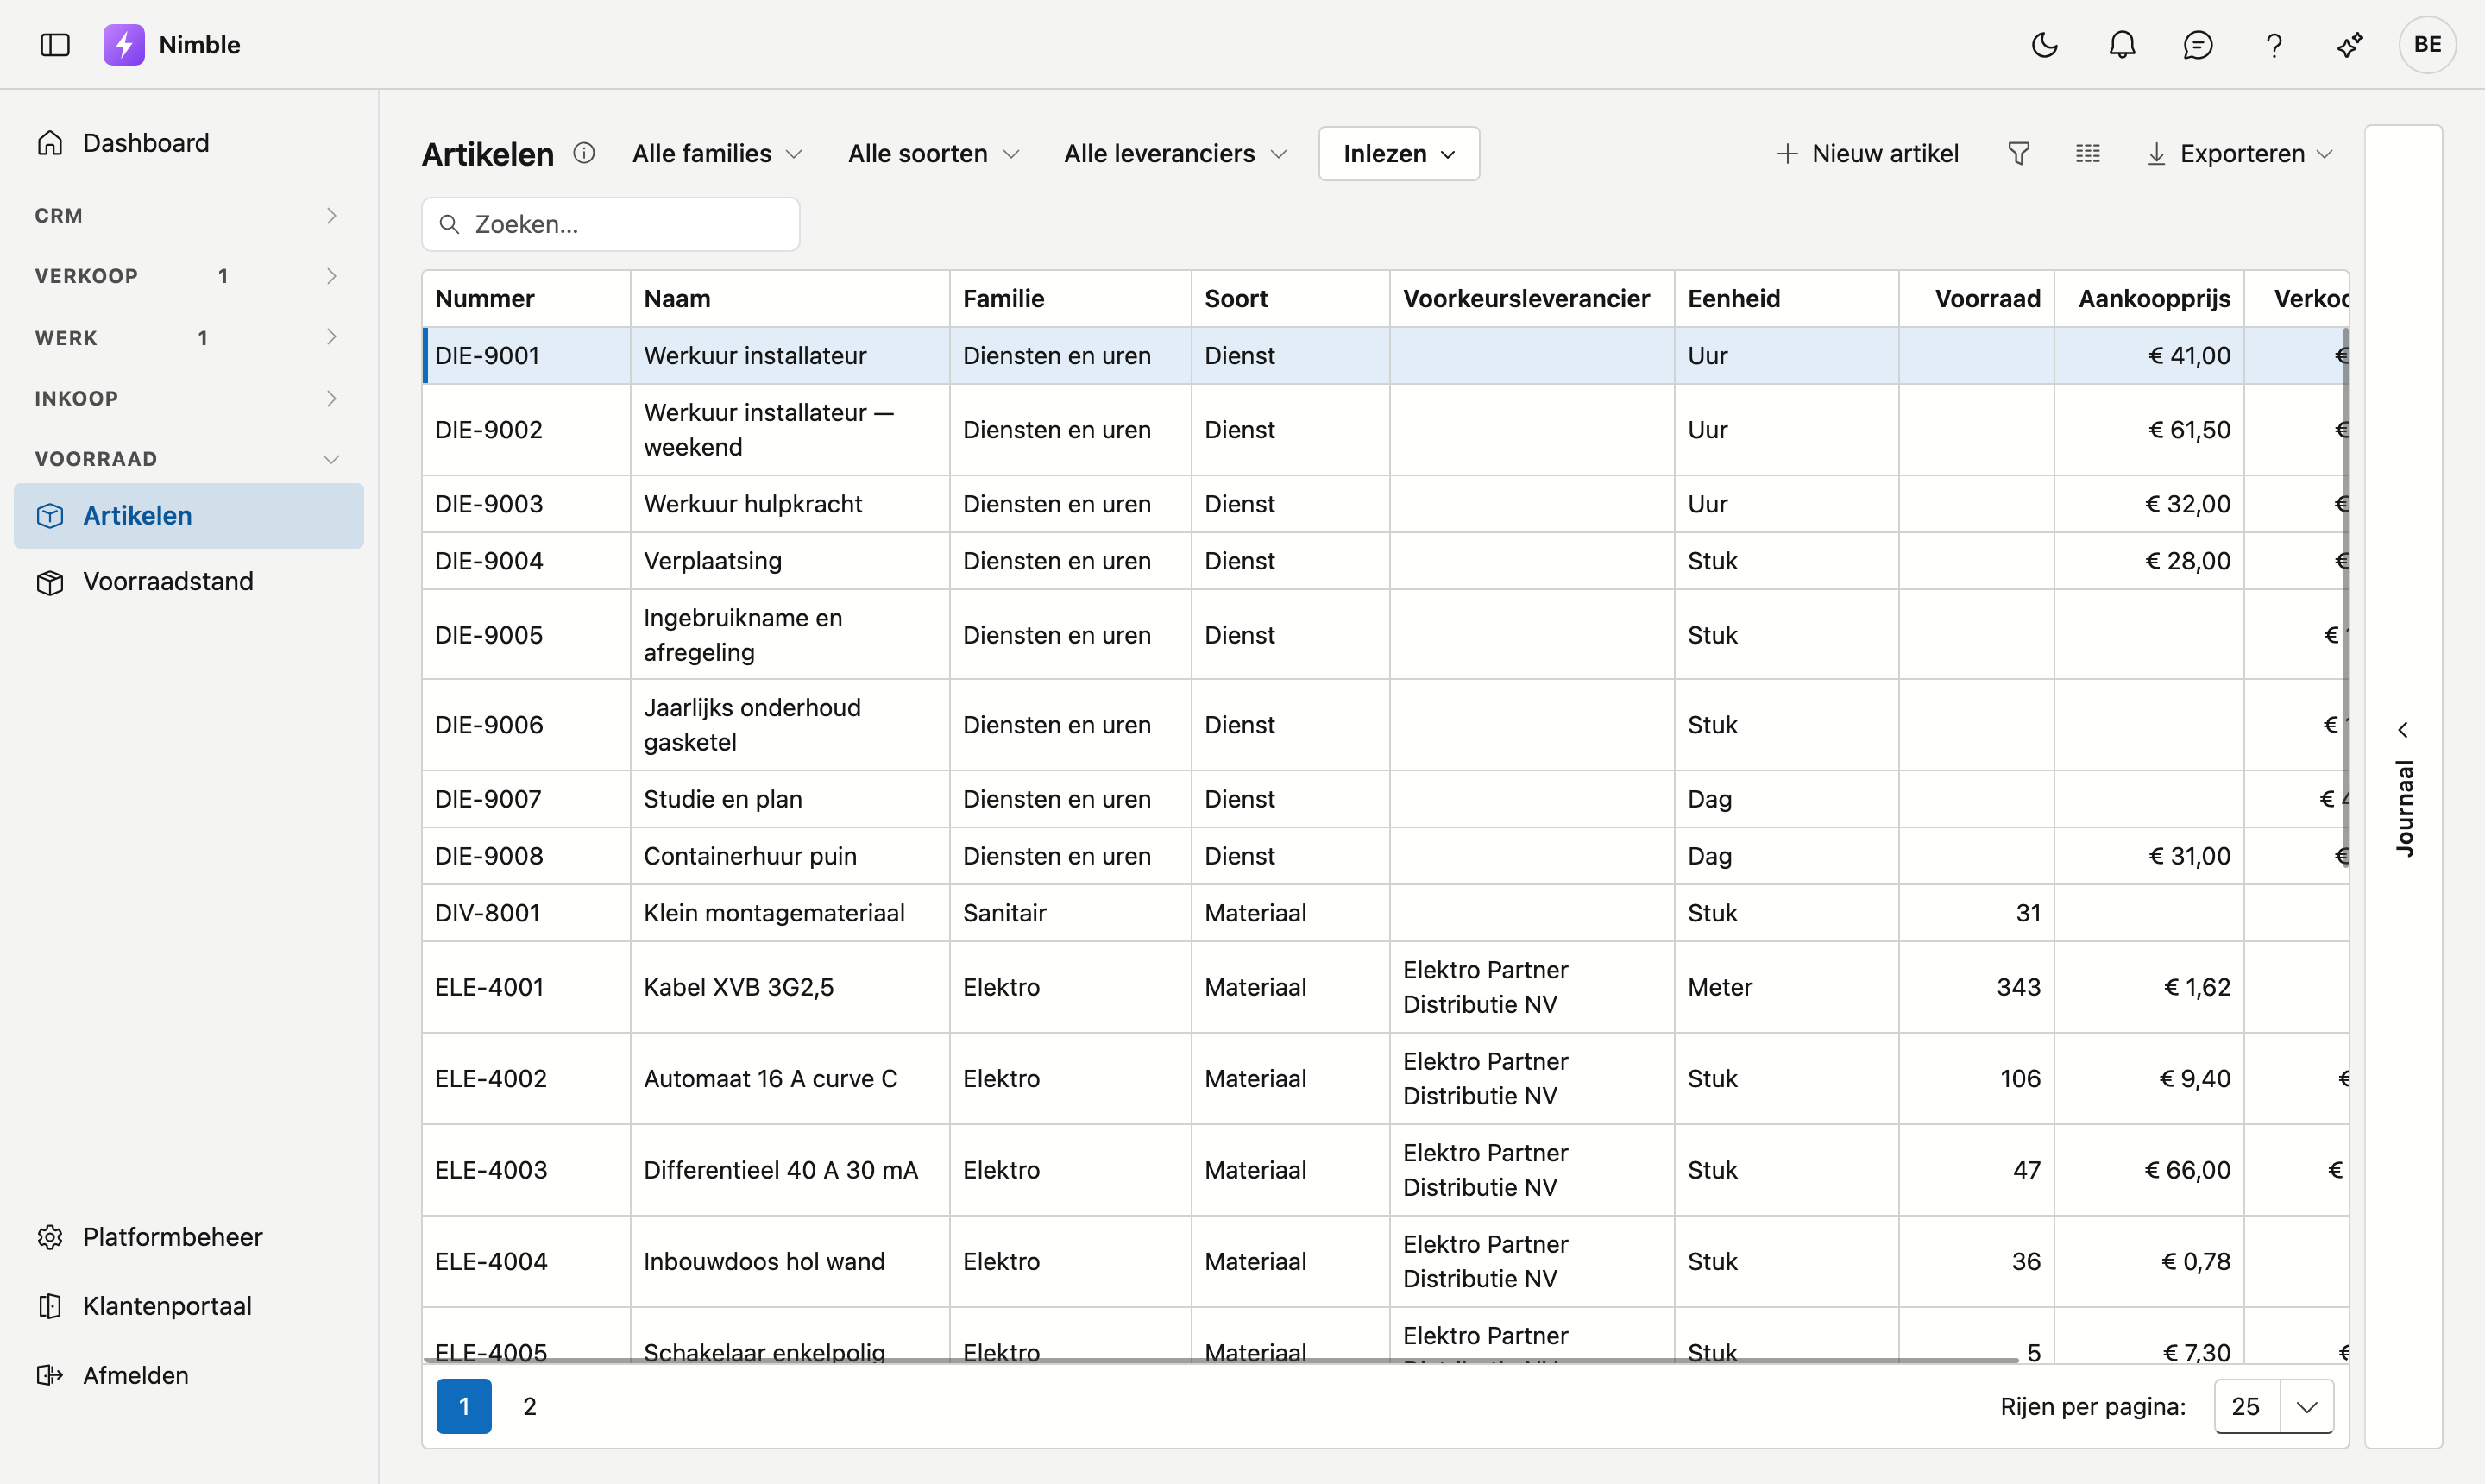 Nimble
BE
Dashboard
CRM
VERKOOP 1
WERK 1
INKOOP
VOORRAAD
Artikelen
Voorraadstand
Platformbeheer
Klantenportaal
Afmelden
Artikelen Alle families Alle soorten Alle leveranciers Inlezen Nieuw artikel Exporteren
Zoeken...
Nummer Naam Familie Soort Voorkeursleverancier Eenheid Voorraad Aankoopprijs
DIE-9001 Werkuur installateur Diensten en uren Dienst Uur € 41,00 €
DIE-9002 Werkuur installateur —
weekend Diensten en uren Dienst Uur € 61,50 €
DIE-9003 Werkuur hulpkracht Diensten en uren Dienst Uur € 32,00 €
DIE-9004 Verplaatsing Diensten en uren Dienst Stuk € 28,00 €
DIE-9005 Ingebruikname en
afregeling Diensten en uren Dienst Stuk €
DIE-9006 Jaarlijks onderhoud
gasketel Diensten en uren Dienst Stuk €
DIE-9007 Studie en plan Diensten en uren Dienst Dag €
DIE-9008 Containerhuur puin Diensten en uren Dienst Dag € 31,00 €
DIV-8001 Klein montagemateriaal Sanitair Materiaal Stuk 31
ELE-4001 Kabel XVB 3G2,5 Elektro Materiaal Elektro Partner
Distributie NV Meter 343 € 1,62
ELE-4002 Automaat 16 A curve C Elektro Materiaal Elektro Partner
Distributie NV Stuk 106 € 9,40 €
ELE-4003 Differentieel 40 A 30 mA Elektro Materiaal Elektro Partner
Distributie NV Stuk 47 € 66,00 €
ELE-4004 Inbouwdoos hol wand Elektro Materiaal Elektro Partner
Distributie NV Stuk 36 € 0,78
ELE-4005 Schakelaar enkelpolig Elektro Materiaal Elektro Partner
Stuk 5 € 7,30 €
1 2 Rijen per pagina: 25
Journaal